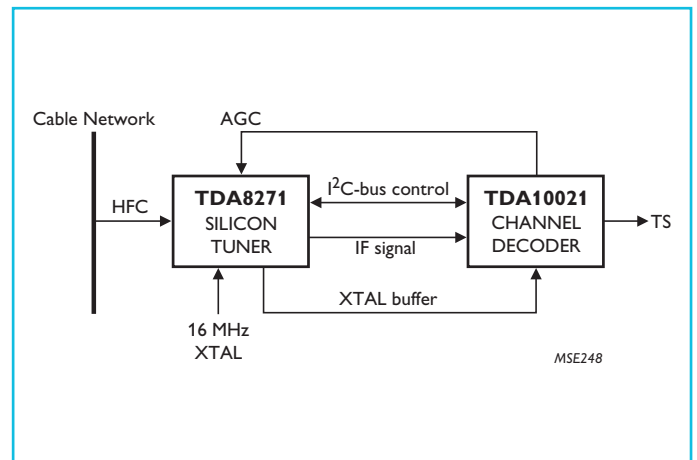 Cable Network
AGC
HFC
TDA8271
SILICON
TUNER
I²C-bus control
IF signal
TDA10021
CHANNEL
DECODER
TS
XTAL buffer
16 MHz
XTAL
MSE248